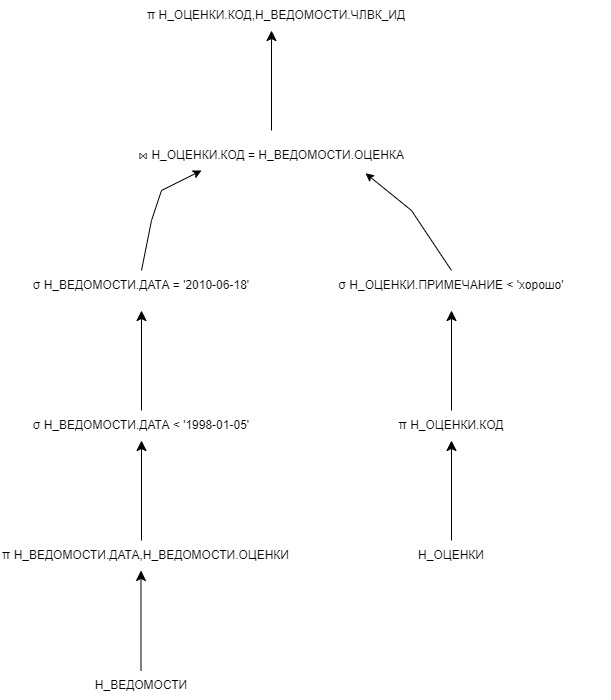 π Н_ОЦЕНКИ.КОД,Н_ВЕДОМОСТИ.ЧЛВК_ИД
⋈ Н_ОЦЕНКИ.КОД = Н_ВЕДОМОСТИ.ОЦЕНКА
σ Н_ВЕДОМОСТИ.ДАТА = '2010-06-18'
σ Н_ОЦЕНКИ.ПРИМЕЧАНИЕ < 'хорошо'
σ Н_ВЕДОМОСТИ.ДАТА < '1998-01-05'
π Н_ОЦЕНКИ.КОД
π Н_ВЕДОМОСТИ.ДАТА,Н_ВЕДОМОСТИ.ОЦЕНКИ
Н_ОЦЕНКИ
Н_ВЕДОМОСТИ